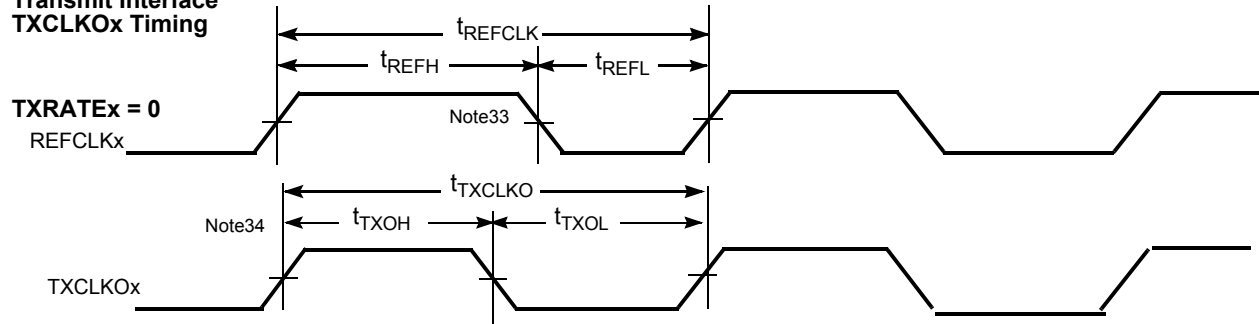 Transmit Interface
TXCLKOx Timing
tREFCLK
tREFH
tREFL
TXRATEx = 0
REFCLKx
Note33
tTXCLKO
Note34
tTXOH
tTXOL
TXCLKOx